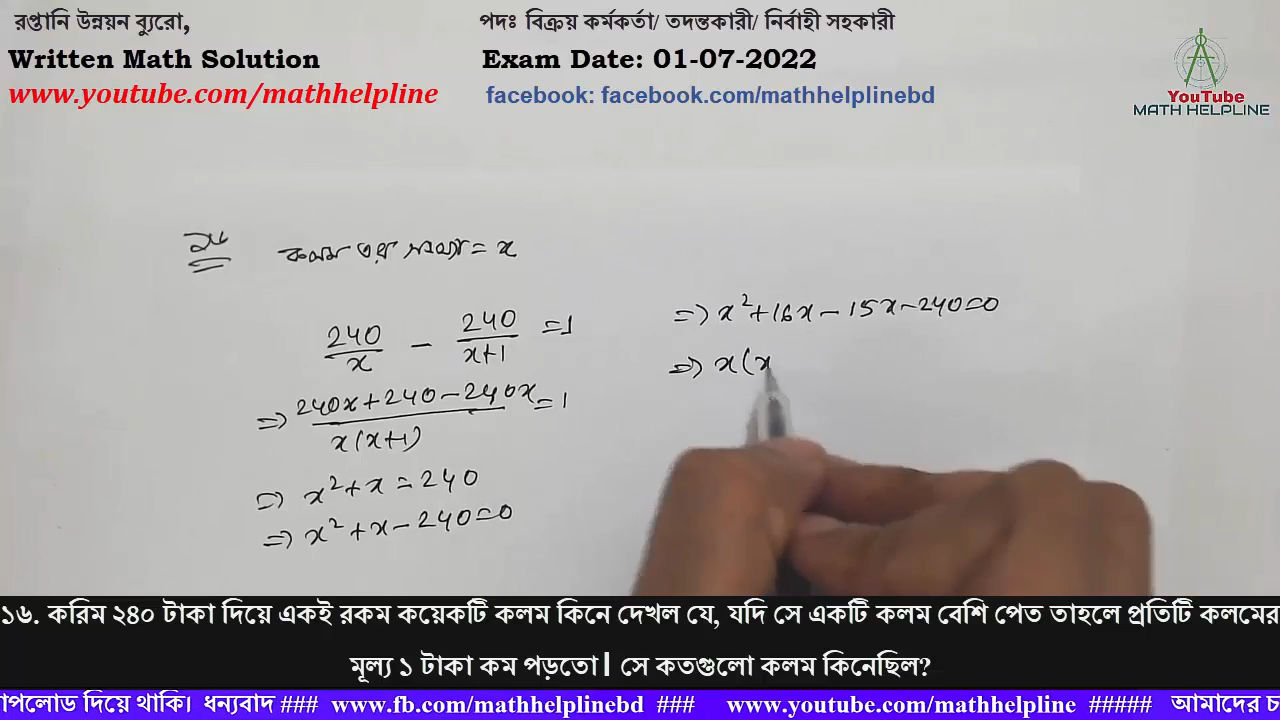 রপ্তানি উন্নয়ন ব্যুরো,
পদঃ বিক্রয় কর্মকর্তা/ তদন্তকারী/ নির্বাহী সহকারী
Written Math Solution
Exam Date: 01-07-2022
www.youtube.com/mathhelpline
facebook: facebook.com/mathhelplinebd
YouTube
MATH HELPLINE
১৬
কলম এর সংখ্যা = x
240/x - 240/(x+1) =1
=> (240x+240-240x)/(x(x+1)) =1
=> x²+x=240
=> x²+x-240=0
=> x²+16x-15x-240=0
=> x(x
১৬. করিম ২৪০ টাকা দিয়ে একই রকম কয়েকটি কলম কিনে দেখল যে, যদি সে একটি কলম বেশি পেত তাহলে প্রতিটি কলমের
মূল্য ১ টাকা কম পড়তো। সে কতগুলো কলম কিনেছিল?
পলোড দিয়ে থাকি। ধন্যবাদ ### www.fb.com/mathhelplinebd ### www.youtube.com/mathhelpline ##### আমাদের চ